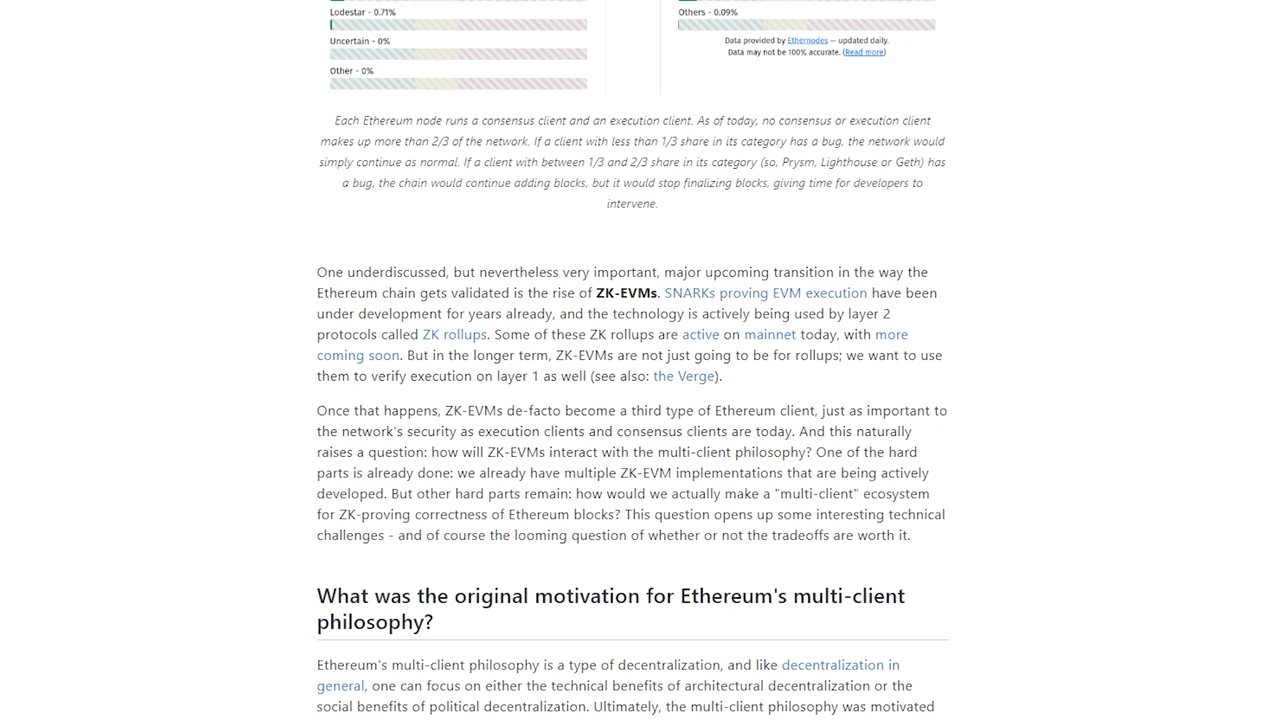 Lodestar - 0.71%
Uncertain - 0%
Other - 0%
Others - 0.09%
Data provided by Ethernodes — updated daily.
Data may not be 100% accurate. (Read more)
Each Ethereum node runs a consensus client and an execution client. As of today, no consensus or execution client
makes up more than 2/3 of the network. If a client with less than 1/3 share in its category has a bug, the network would
simply continue as normal. If a client with between 1/3 and 2/3 share in its category (so, Prysm, Lighthouse or Geth) has
a bug, the chain would continue adding blocks, but it would stop finalizing blocks, giving time for developers to
intervene.
One underdiscussed, but nevertheless very important, major upcoming transition in the way the
Ethereum chain gets validated is the rise of ZK-EVMs. SNARKs proving EVM execution have been
under development for years already, and the technology is actively being used by layer 2
protocols called ZK rollups. Some of these ZK rollups are active on mainnet today, with more
coming soon. But in the longer term, ZK-EVMs are not just going to be for rollups; we want to use
them to verify execution on layer 1 as well (see also: the Verge).
Once that happens, ZK-EVMs de-facto become a third type of Ethereum client, just as important to
the network's security as execution clients and consensus clients are today. And this naturally
raises a question: how will ZK-EVMs interact with the multi-client philosophy? One of the hard
parts is already done: we already have multiple ZK-EVM implementations that are being actively
developed. But other hard parts remain: how would we actually make a "multi-client" ecosystem
for ZK-proving correctness of Ethereum blocks? This question opens up some interesting technical
challenges - and of course the looming question of whether or not the tradeoffs are worth it.
What was the original motivation for Ethereum's multi-client
philosophy?
Ethereum's multi-client philosophy is a type of decentralization, and like decentralization in
general, one can focus on either the technical benefits of architectural decentralization or the
social benefits of political decentralization. Ultimately, the multi-client philosophy was motivated